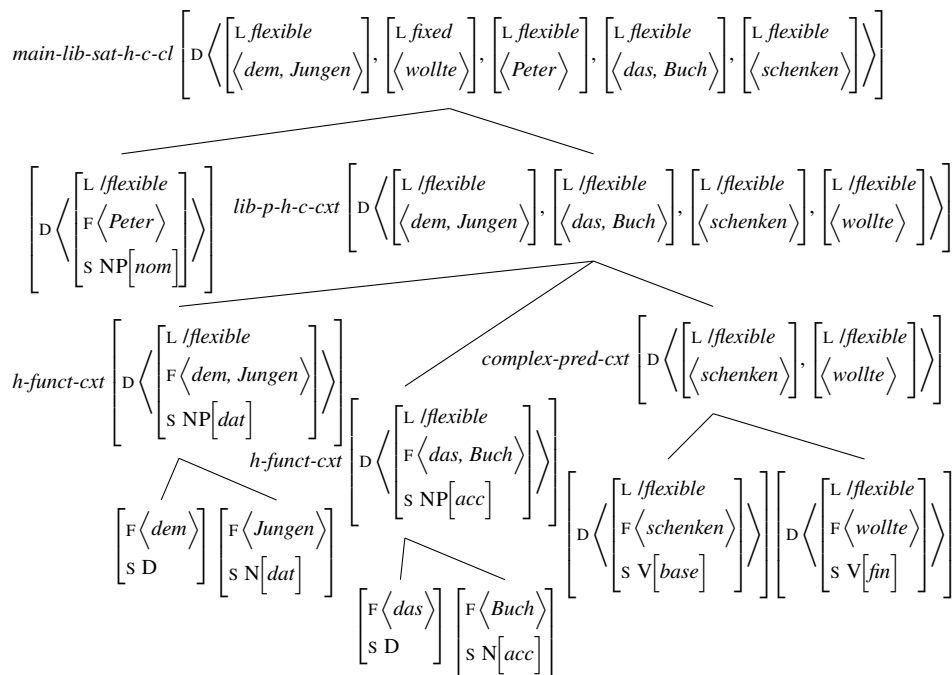 main-lib-sat-h-c-cl [D ⟨[L flexible ⟨dem, Jungen⟩], [L fixed ⟨wollte⟩], [L flexible ⟨Peter⟩], [L flexible ⟨das, Buch⟩], [L flexible ⟨schenken⟩]⟩]
[D ⟨[L /flexible F⟨Peter⟩ S NP[nom]]⟩]
lib-p-h-c-cxt [D ⟨[L /flexible ⟨dem, Jungen⟩], [L /flexible ⟨das, Buch⟩], [L /flexible ⟨schenken⟩], [L /flexible ⟨wollte⟩]⟩]
h-funct-cxt [D ⟨[L /flexible F⟨dem, Jungen⟩ S NP[dat]]⟩]
complex-pred-cxt [D ⟨[L /flexible ⟨schenken⟩], [L /flexible ⟨wollte⟩]⟩]
h-funct-cxt [D ⟨[L /flexible F⟨das, Buch⟩ S NP[acc]]⟩]
[F⟨dem⟩ S D]
[F⟨Jungen⟩ S N[dat]]
[D ⟨[L /flexible F⟨schenken⟩ S V[base]]⟩]
[D ⟨[L /flexible F⟨wollte⟩ S V[fin]]⟩]
[F⟨das⟩ S D]
[F⟨Buch⟩ S N[acc]]